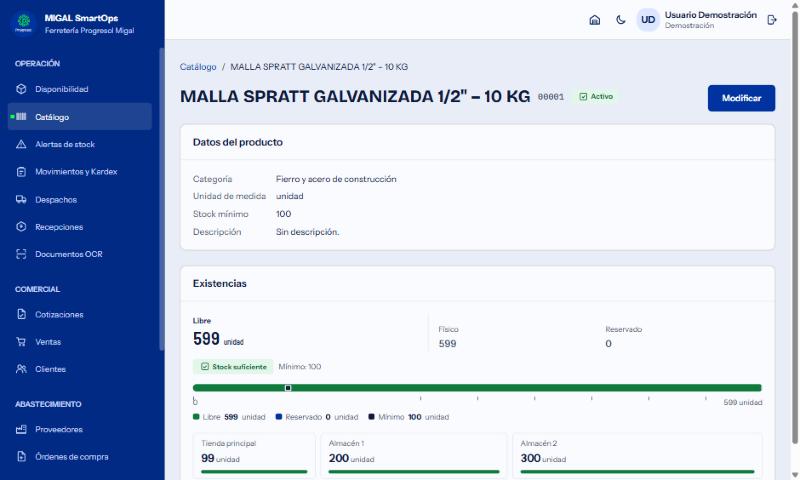 MIGAL SmartOps
Ferretería Progresol Migal
Progresol
OPERACIÓN
Disponibilidad
Catálogo
Alertas de stock
Movimientos y Kardex
Despachos
Recepciones
Documentos OCR
COMERCIAL
Cotizaciones
Ventas
Clientes
ABASTECIMIENTO
Proveedores
Órdenes de compra
UD
Usuario Demostración
Demostración
Catálogo / MALLA SPRATT GALVANIZADA 1/2" – 10 KG
MALLA SPRATT GALVANIZADA 1/2" – 10 KG 00001 Activo
Modificar
Datos del producto
Categoría Fierro y acero de construcción
Unidad de medida unidad
Stock mínimo 100
Descripción Sin descripción.
Existencias
Libre
599 unidad
Físico
599
Reservado
0
Stock suficiente Mínimo: 100
0 599 unidad
Libre 599 unidad Reservado 0 unidad Mínimo 100 unidad
Tienda principal
99 unidad
Almacén 1
200 unidad
Almacén 2
300 unidad